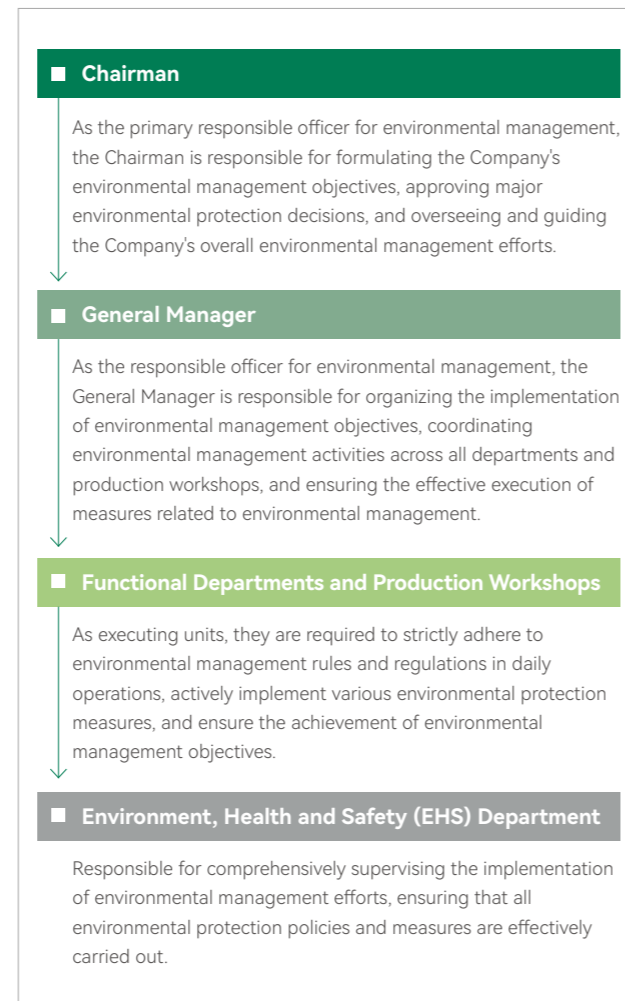 Chairman
As the primary responsible officer for environmental management,
the Chairman is responsible for formulating the Company's
environmental management objectives, approving major
environmental protection decisions, and overseeing and guiding
the Company's overall environmental management efforts.
General Manager
As the responsible officer for environmental management, the
General Manager is responsible for organizing the implementation
of environmental management objectives, coordinating
environmental management activities across all departments and
production workshops, and ensuring the effective execution of
measures related to environmental management.
Functional Departments and Production Workshops
As executing units, they are required to strictly adhere to
environmental management rules and regulations in daily
operations, actively implement various environmental protection
measures, and ensure the achievement of environmental
management objectives.
Environment, Health and Safety (EHS) Department
Responsible for comprehensively supervising the implementation
of environmental management efforts, ensuring that all
environmental protection policies and measures are effectively
carried out.